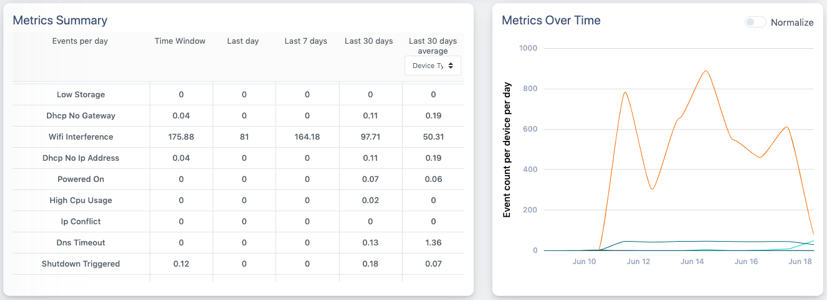 Metrics Summary
Events per day Time Window Last day Last 7 days Last 30 days Last 30 days average
Device Ty
Low Storage 0 0 0 0 0
Dhcp No Gateway 0.04 0 0 0.11 0.19
Wifi Interference 175.88 81 164.18 97.71 50.31
Dhcp No Ip Address 0.04 0 0 0.11 0.19
Powered On 0 0 0 0.07 0.06
High Cpu Usage 0 0 0 0.02 0
Ip Conflict 0 0 0 0 0
Dns Timeout 0 0 0 0.13 1.36
Shutdown Triggered 0.12 0 0 0.18 0.07
Metrics Over Time
Normalize
Event count per device per day
1000
800
600
400
200
0
Jun 10 Jun 12 Jun 14 Jun 16 Jun 18